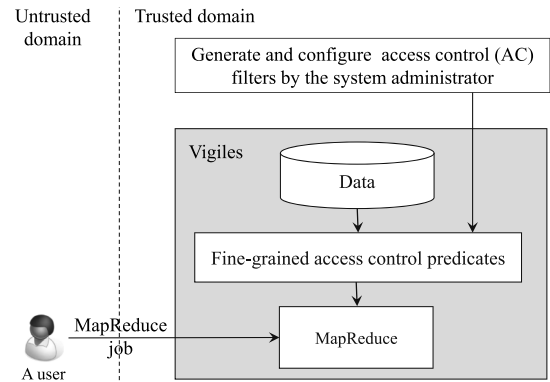 Untrusted
domain
Trusted domain
Generate and configure access control (AC)
filters by the system administrator
Vigiles
Data
Fine-grained access control predicates
MapReduce
job
MapReduce
A user